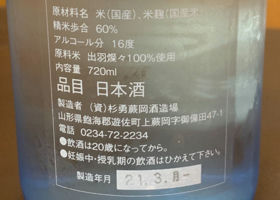 原材料名 米(国産)、米麹(国産米)
精米歩合 60%
アルコール分 16度
原料米 出羽燦々100%使用
内容量 720ml
品目 日本酒
製造者 (資)杉勇蕨岡酒造場
山形県飽海郡遊佐町上蕨岡字御備田47-1
電話 0234-72-2234
●飲酒は20歳になってから。
●妊娠中・授乳期の飲酒はひかえて下さい。
製造年月 21.3.